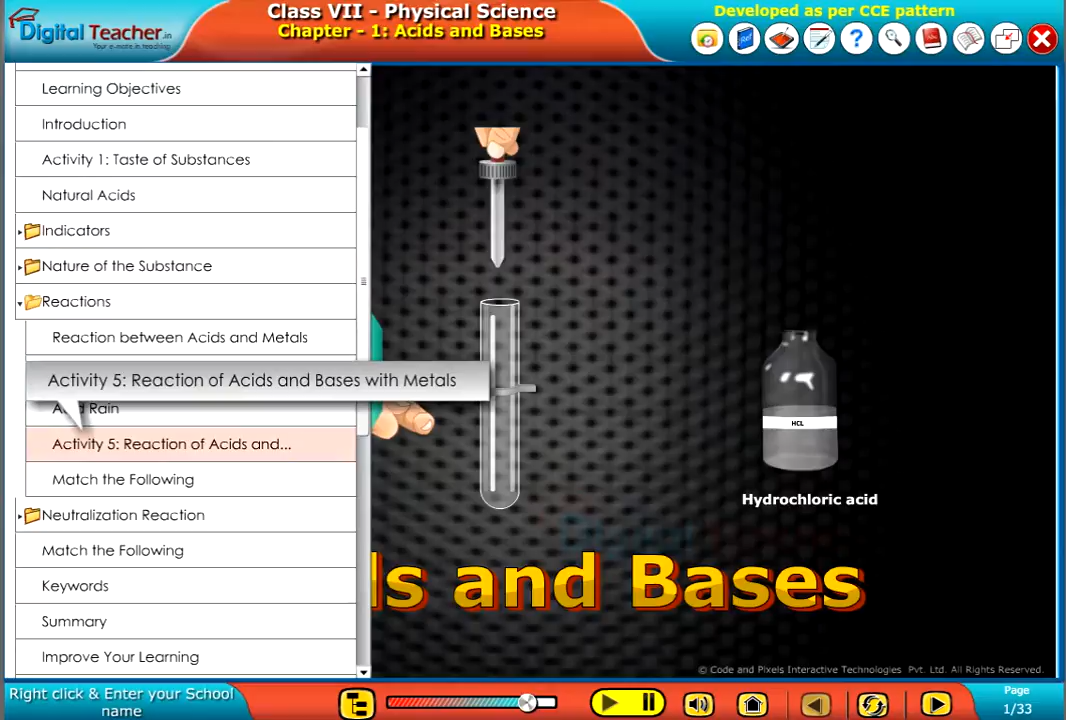 Digital Teacher.in
Your e-mate in teaching
Class VII - Physical Science
Chapter - 1: Acids and Bases
Developed as per CCE pattern
Ref
?
Learning Objectives
Introduction
Activity 1: Taste of Substances
Natural Acids
Indicators
Nature of the Substance
Reactions
Reaction between Acids and Metals
Activity 5: Reaction of Acids and Bases with Metals
Acid Rain
Activity 5: Reaction of Acids and...
Match the Following
Neutralization Reaction
Match the Following
Keywords
Summary
Improve Your Learning
HCL
Hydrochloric acid
Digital
ds and Bases
© Code and Pixels Interactive Technologies Pvt. Ltd. All Rights Reserved.
Right click & Enter your School
name
Page
1/33